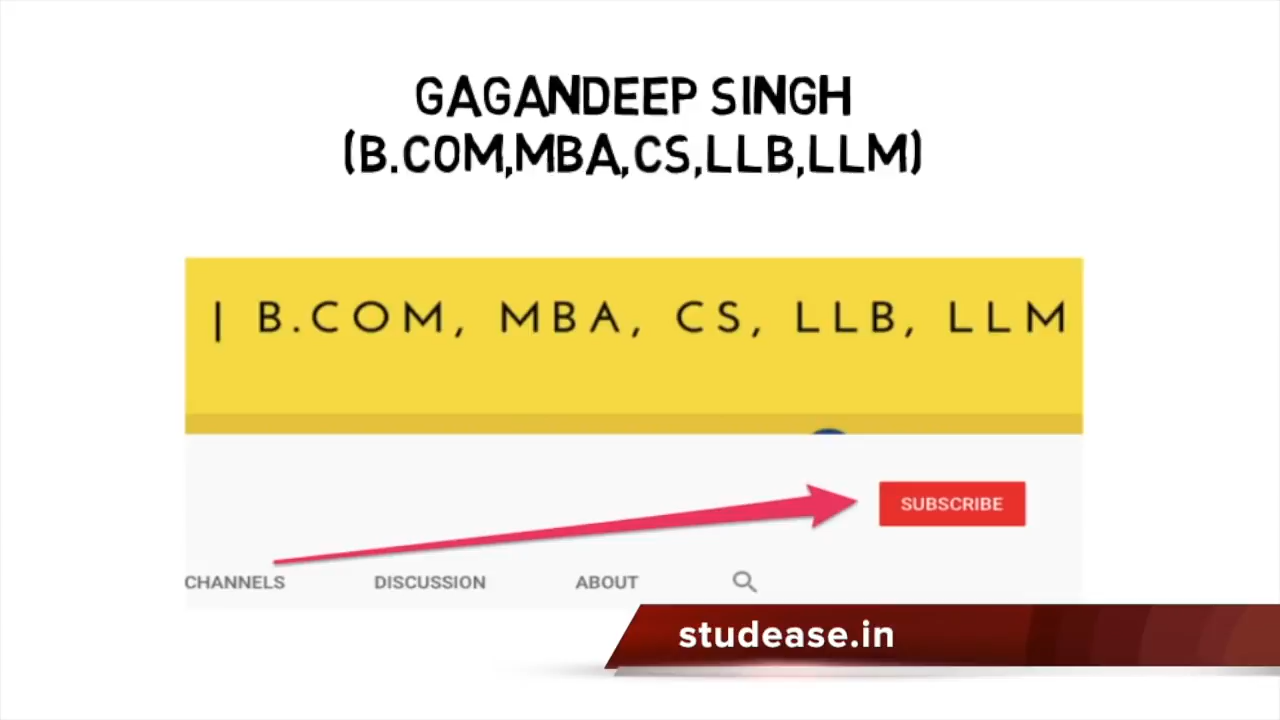 GAGANDEEP SINGH
(B.COM,MBA,CS,LLB,LLM)
| B.COM, MBA, CS, LLB, LLM
SUBSCRIBE
CHANNELS DISCUSSION ABOUT
studease.in